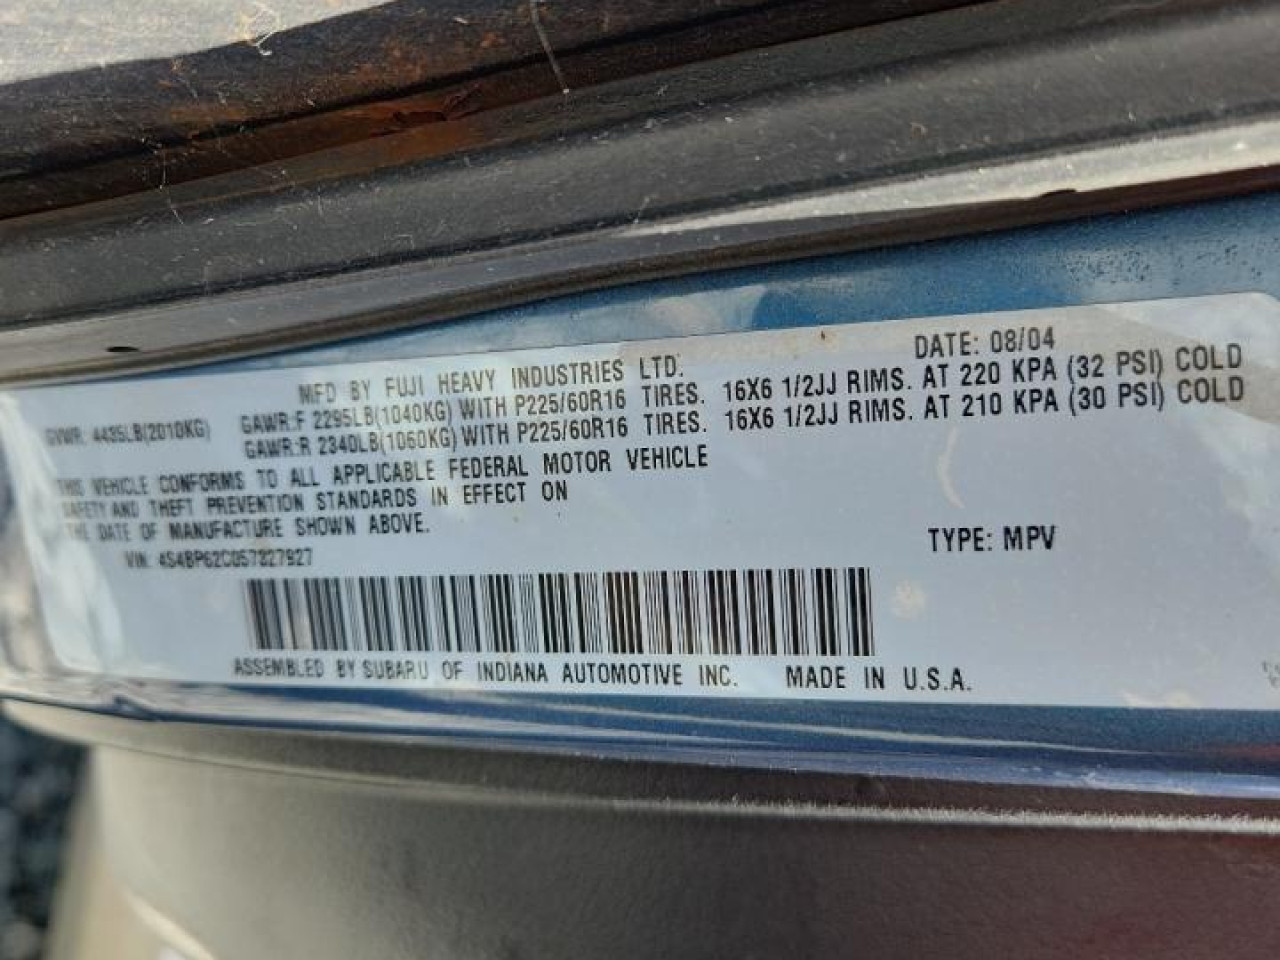 MFD BY FUJI HEAVY INDUSTRIES LTD. DATE: 08/04
GVWR: 4435LB(2010KG) GAWR:F 2295LB(1040KG) WITH P225/60R16 TIRES. 16X6 1/2JJ RIMS. AT 220 KPA (32 PSI) COLD
GAWR:R 2340LB(1060KG) WITH P225/60R16 TIRES. 16X6 1/2JJ RIMS. AT 210 KPA (30 PSI) COLD
THIS VEHICLE CONFORMS TO ALL APPLICABLE FEDERAL MOTOR VEHICLE
SAFETY AND THEFT PREVENTION STANDARDS IN EFFECT ON
THE DATE OF MANUFACTURE SHOWN ABOVE.
VIN: 4S4BP62C057327927 TYPE: MPV
ASSEMBLED BY SUBARU OF INDIANA AUTOMOTIVE INC. MADE IN U.S.A.